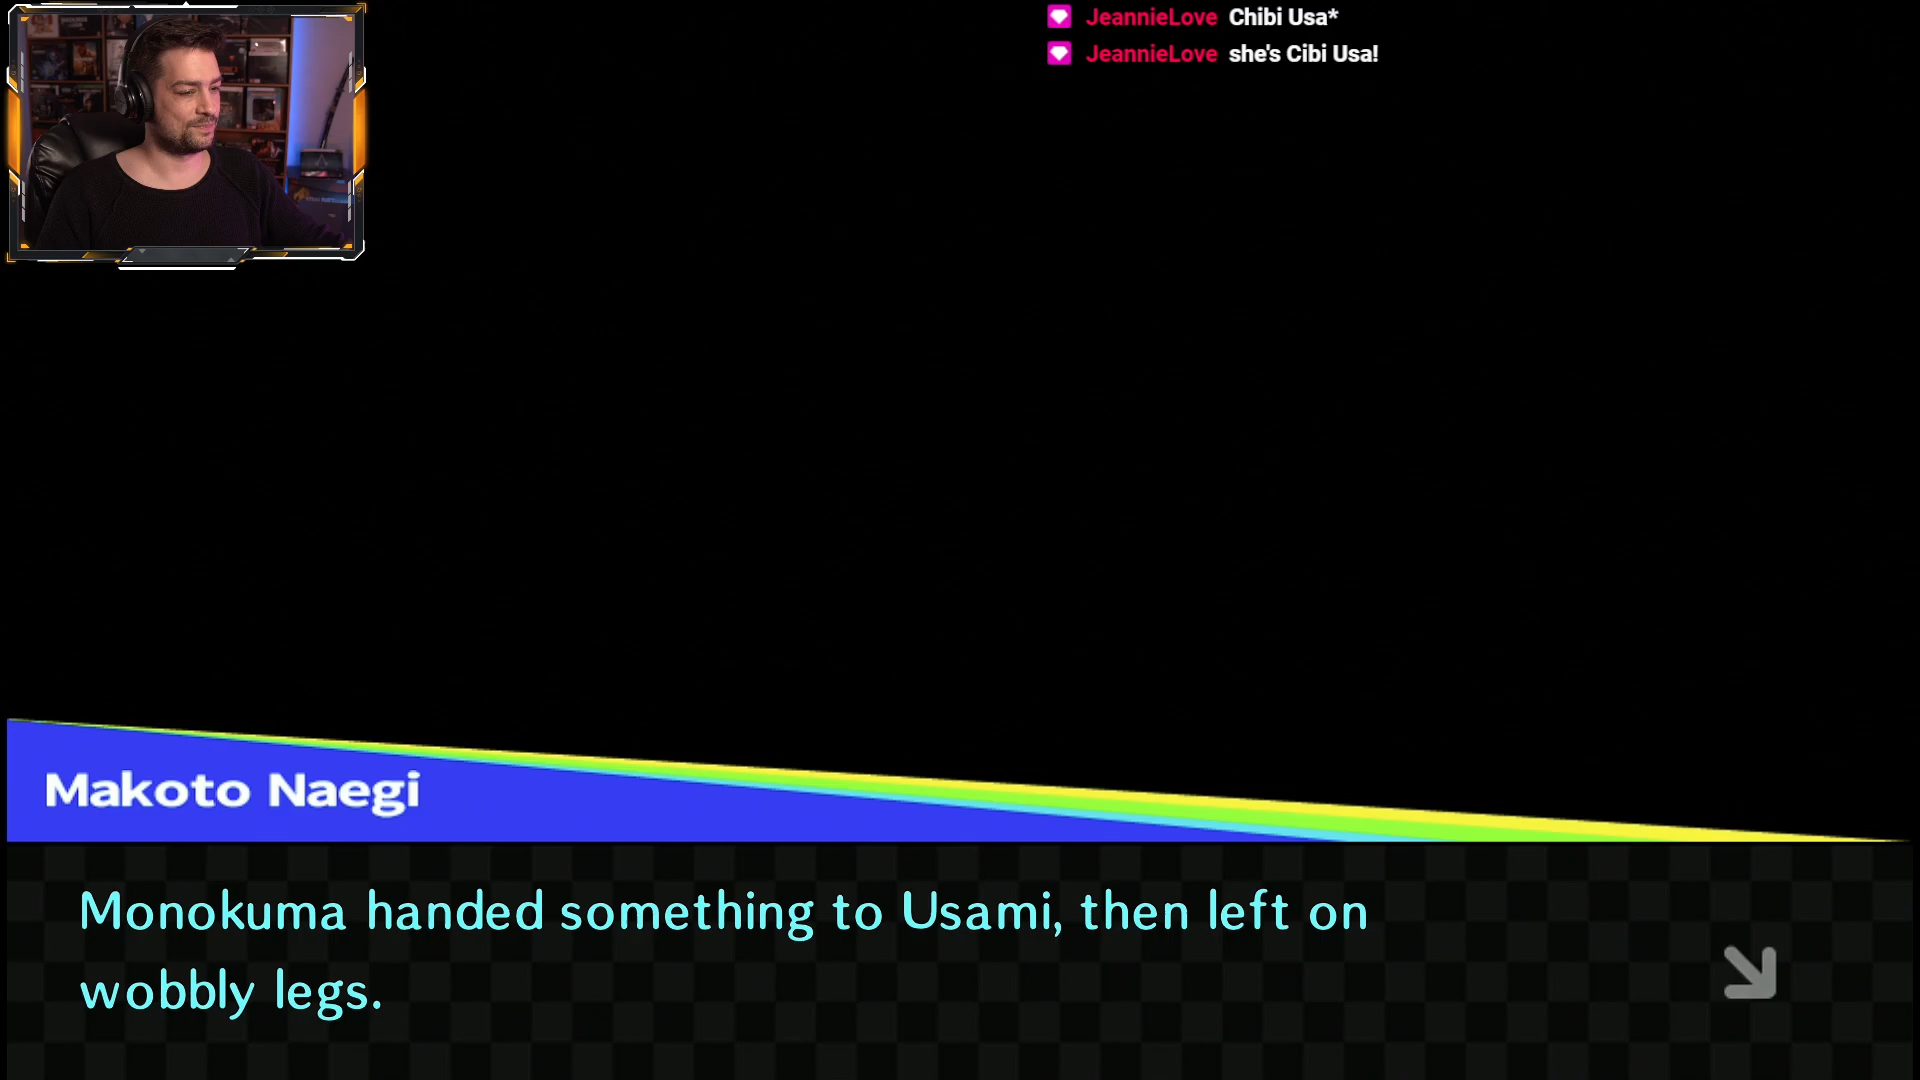 JeannieLove Chibi Usa*
JeannieLove she's Cibi Usa!
Makoto Naegi
Monokuma handed something to Usami, then left on
wobbly legs.